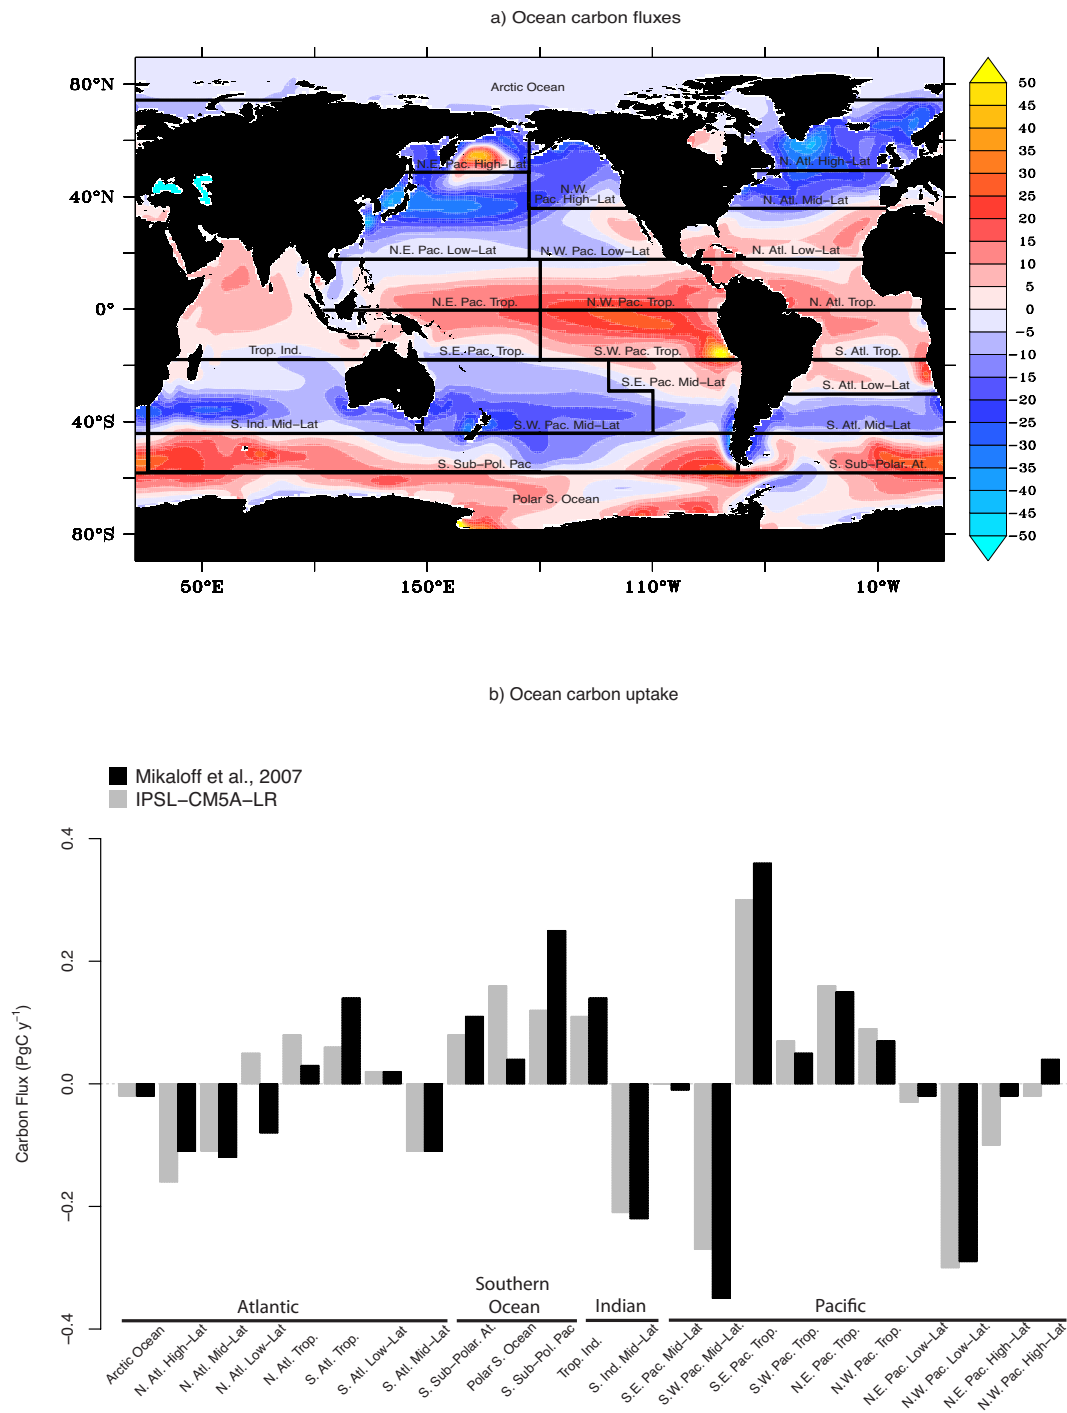 a) Ocean carbon fluxes
80°N
40°N
0°
40°S
80°S
50°E
150°E
110°W
10°W
Arctic Ocean
N.E. Pac. High-Lat
N.W.
Pac. High-Lat
N. Atl. High-Lat
N. Atl. Mid-Lat
N.E. Pac. Low-Lat
N.W. Pac. Low-Lat
N. Atl. Low-Lat
N.E. Pac. Trop.
N.W. Pac. Trop.
N. Atl. Trop.
Trop. Ind.
S.E. Pac. Trop.
S.W. Pac. Trop.
S. Atl. Trop.
S.E. Pac. Mid-Lat
S. Atl. Low-Lat
S. Ind. Mid-Lat
S.W. Pac. Mid-Lat
S. Atl. Mid-Lat
S. Sub-Pol. Pac
S. Sub-Polar. At.
Polar S. Ocean
50
45
40
35
30
25
20
15
10
5
0
-5
-10
-15
-20
-25
-30
-35
-40
-45
-50
b) Ocean carbon uptake
Mikaloff et al., 2007
IPSL-CM5A-LR
Carbon Flux (PgC y⁻¹)
0.4
0.2
0.0
-0.2
-0.4
Atlantic
Southern
Ocean
Indian
Pacific
Arctic Ocean
N. Atl. High-Lat
N. Atl. Mid-Lat
N. Atl. Low-Lat
N. Atl. Trop.
S. Atl. Trop.
S. Atl. Low-Lat
S. Atl. Mid-Lat
S. Sub-Polar. At.
Polar S. Ocean
S. Sub-Pol. Pac
Trop. Ind.
S. Ind. Mid-Lat
S.E. Pac. Mid-Lat
S.W. Pac. Mid-Lat.
S.E. Pac. Trop.
S.W. Pac. Trop.
N.E. Pac. Trop.
N.W. Pac. Trop.
N.E. Pac. Low-Lat
N.W. Pac. Low-Lat.
N.E. Pac. High-Lat
N.W. Pac. High-Lat